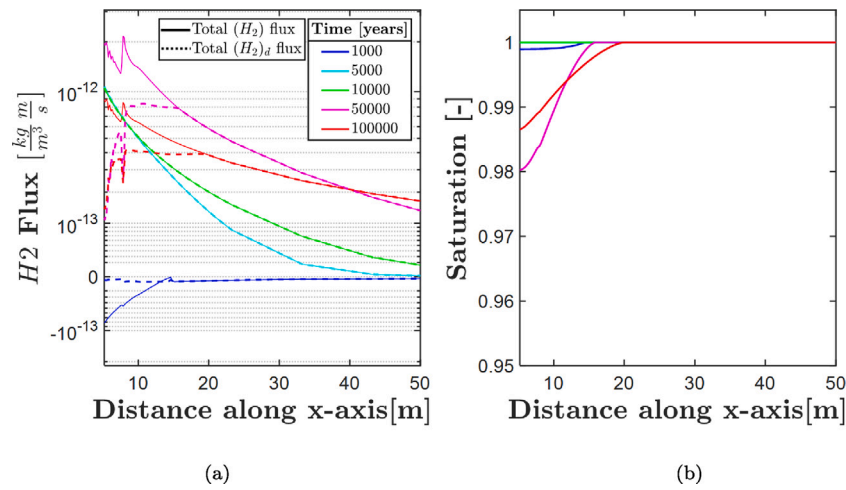 Total (H₂) flux
Total (H₂)d flux
Time [years]
1000
5000
10000
50000
100000
H2 Flux [kg/m³ m/s]
10⁻¹²
10⁻¹³
0
-10⁻¹³
10
20
30
40
50
Distance along x-axis[m]
(a)
Saturation [-]
1
0.99
0.98
0.97
0.96
0.95
10
20
30
40
50
Distance along x-axis[m]
(b)